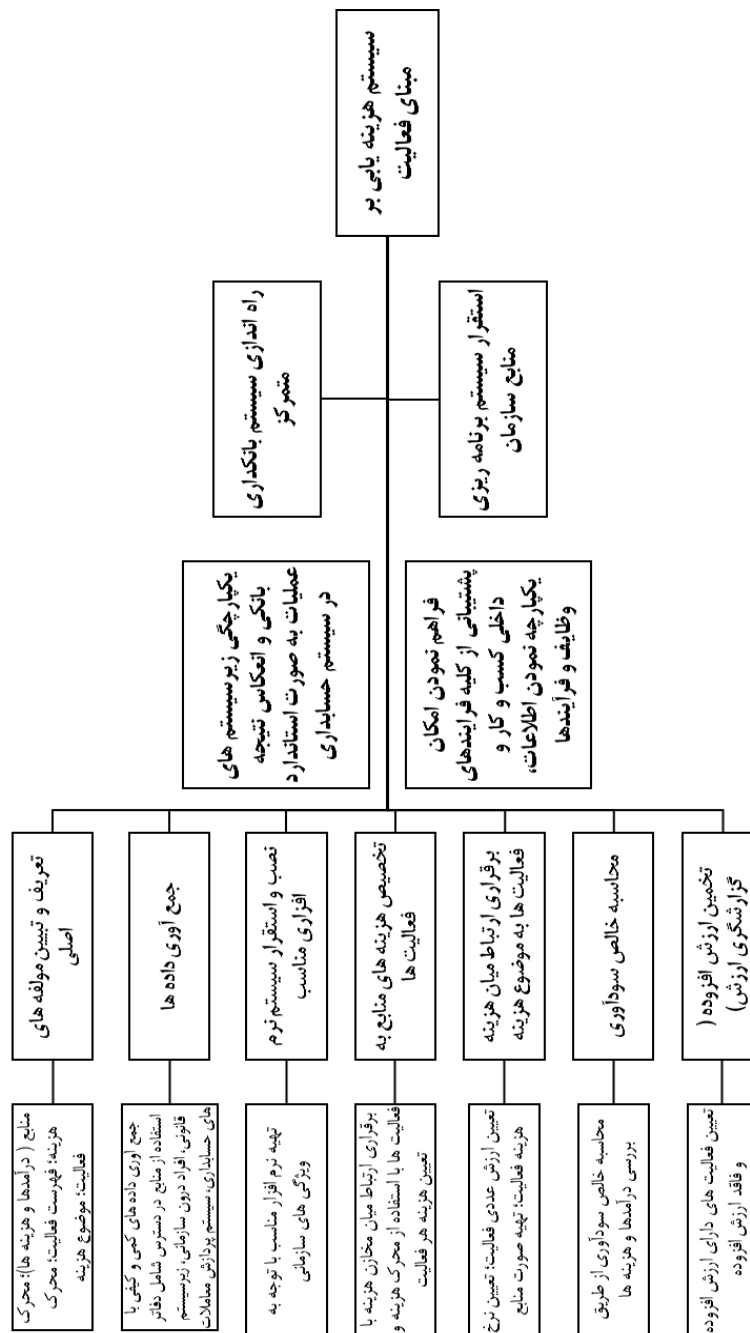 سیستم هزینه یابی بر
مبنای فعالیت
راه اندازی سیستم بانکداری
متمرکز
استقرار سیستم برنامه ریزی
منابع سازمان
یکپارچگی زیرسیستم های
بانکی و انعکاس نتیجه
عملیات به صورت استاندارد
در سیستم حسابداری
فراهم نمودن امکان
پشتیبانی از کلیه فرایندهای
داخلی کسب و کار و
یکپارچه نمودن اطلاعات،
وظایف و فرآیندها
تعریف و تبیین مولفه های
اصلی
جمع آوری داده ها
نصب و استقرار سیستم نرم
افزاری مناسب
تخصیص هزینه های منابع به
فعالیت ها
برقراری ارتباط میان هزینه
فعالیت ها به موضوع هزینه
محاسبه خالص سودآوری
تخمین ارزش افزوده (
گزارشگری ارزش)
منابع ( درآمدها و هزینه ها)؛ محرک
هزینه؛ فهرست فعالیت؛ محرک
فعالیت؛ موضوع هزینه
جمع آوری داده های کمی و کیفی با
استفاده از منابع در دسترس شامل دفاتر
قانونی، افراد درون سازمانی، زیرسیستم
های حسابداری، سیستم پردازش معاملات
تهیه نرم افزار مناسب با توجه به
ویژگی های سازمانی
برقراری ارتباط میان مخازن هزینه با
فعالیت ها با استفاده از محرک هزینه و
تعیین هزینه هر فعالیت
تعیین ارزش عددی فعالیت؛ تعیین نرخ
هزینه فعالیت؛ تهیه صورت منابع
محاسبه خالص سودآوری از طریق
بررسی درآمدها و هزینه ها
تعیین فعالیت های دارای ارزش افزوده
و فاقد ارزش افزوده